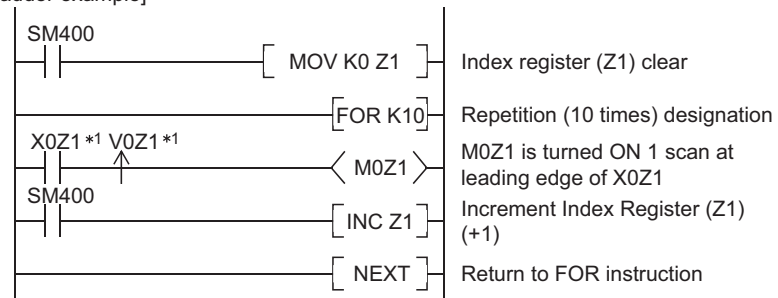 adder example]
SM400
MOV K0 Z1 Index register (Z1) clear
FOR K10 Repetition (10 times) designation
X0Z1 *1 V0Z1 *1
M0Z1 M0Z1 is turned ON 1 scan at
leading edge of X0Z1
SM400
INC Z1 Increment Index Register (Z1)
(+1)
NEXT Return to FOR instruction